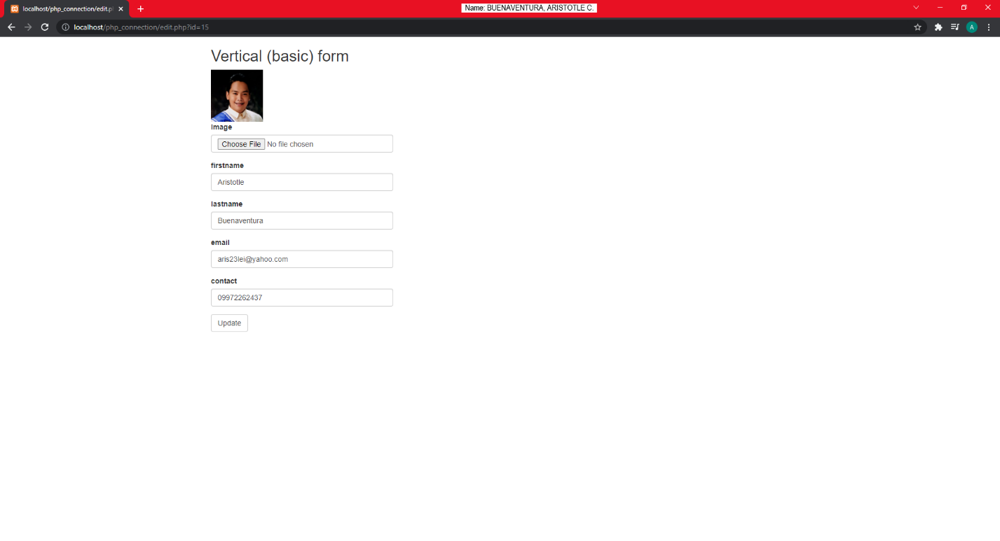 localhost/php_connection/edit.pl
Name: BUENAVENTURA, ARISTOTLE C.
localhost/php_connection/edit.php?id=15
A
Vertical (basic) form
image
Choose File No file chosen
firstname
Aristotle
lastname
Buenaventura
email
aris23lei@yahoo.com
contact
09972262437
Update